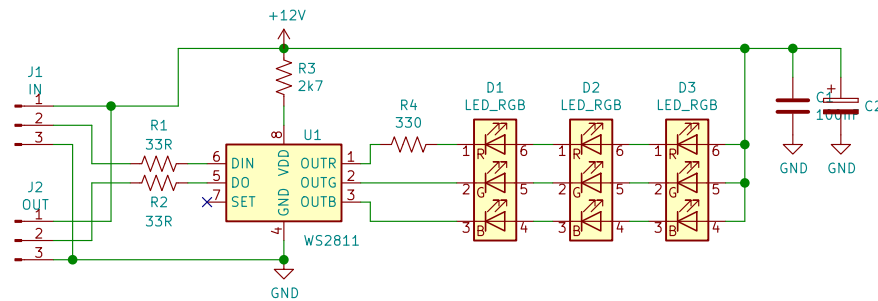 +12V
J1
IN
1
2
3
R1
33R
R2
33R
J2
OUT
1
2
3
R3
2k7
8
U1
6 DIN
5 DO
7 SET
VDD
GND
OUTR 1
OUTG 2
OUTB 3
4
WS2811
GND
R4
330
D1
LED_RGB
1 R 6
2 G 5
3 B 4
D2
LED_RGB
1 R 6
2 G 5
3 B 4
D3
LED_RGB
1 R 6
2 G 5
3 B 4
C1
GND
+
C2
GND